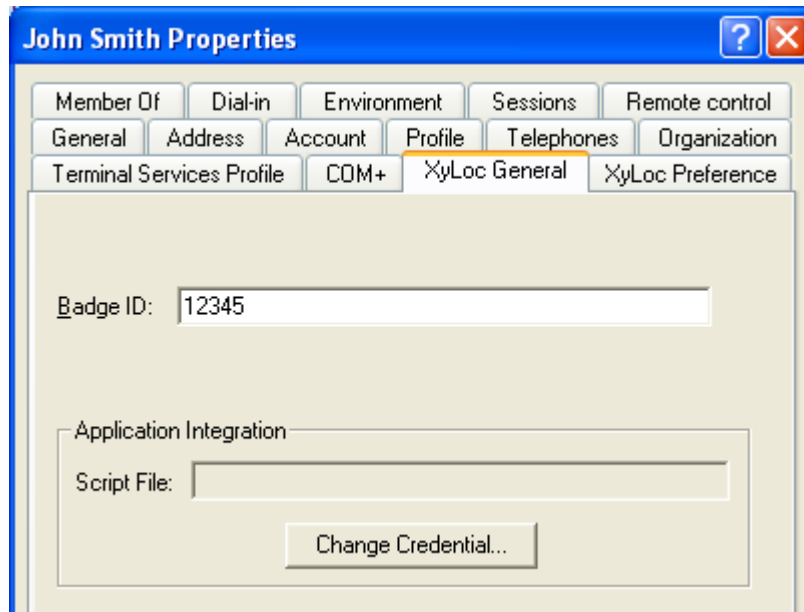 John Smith Properties
Member Of Dial-in Environment Sessions Remote control
General Address Account Profile Telephones Organization
Terminal Services Profile COM+ XyLoc General XyLoc Preference
Badge ID: 12345
Application Integration
Script File:
Change Credential...